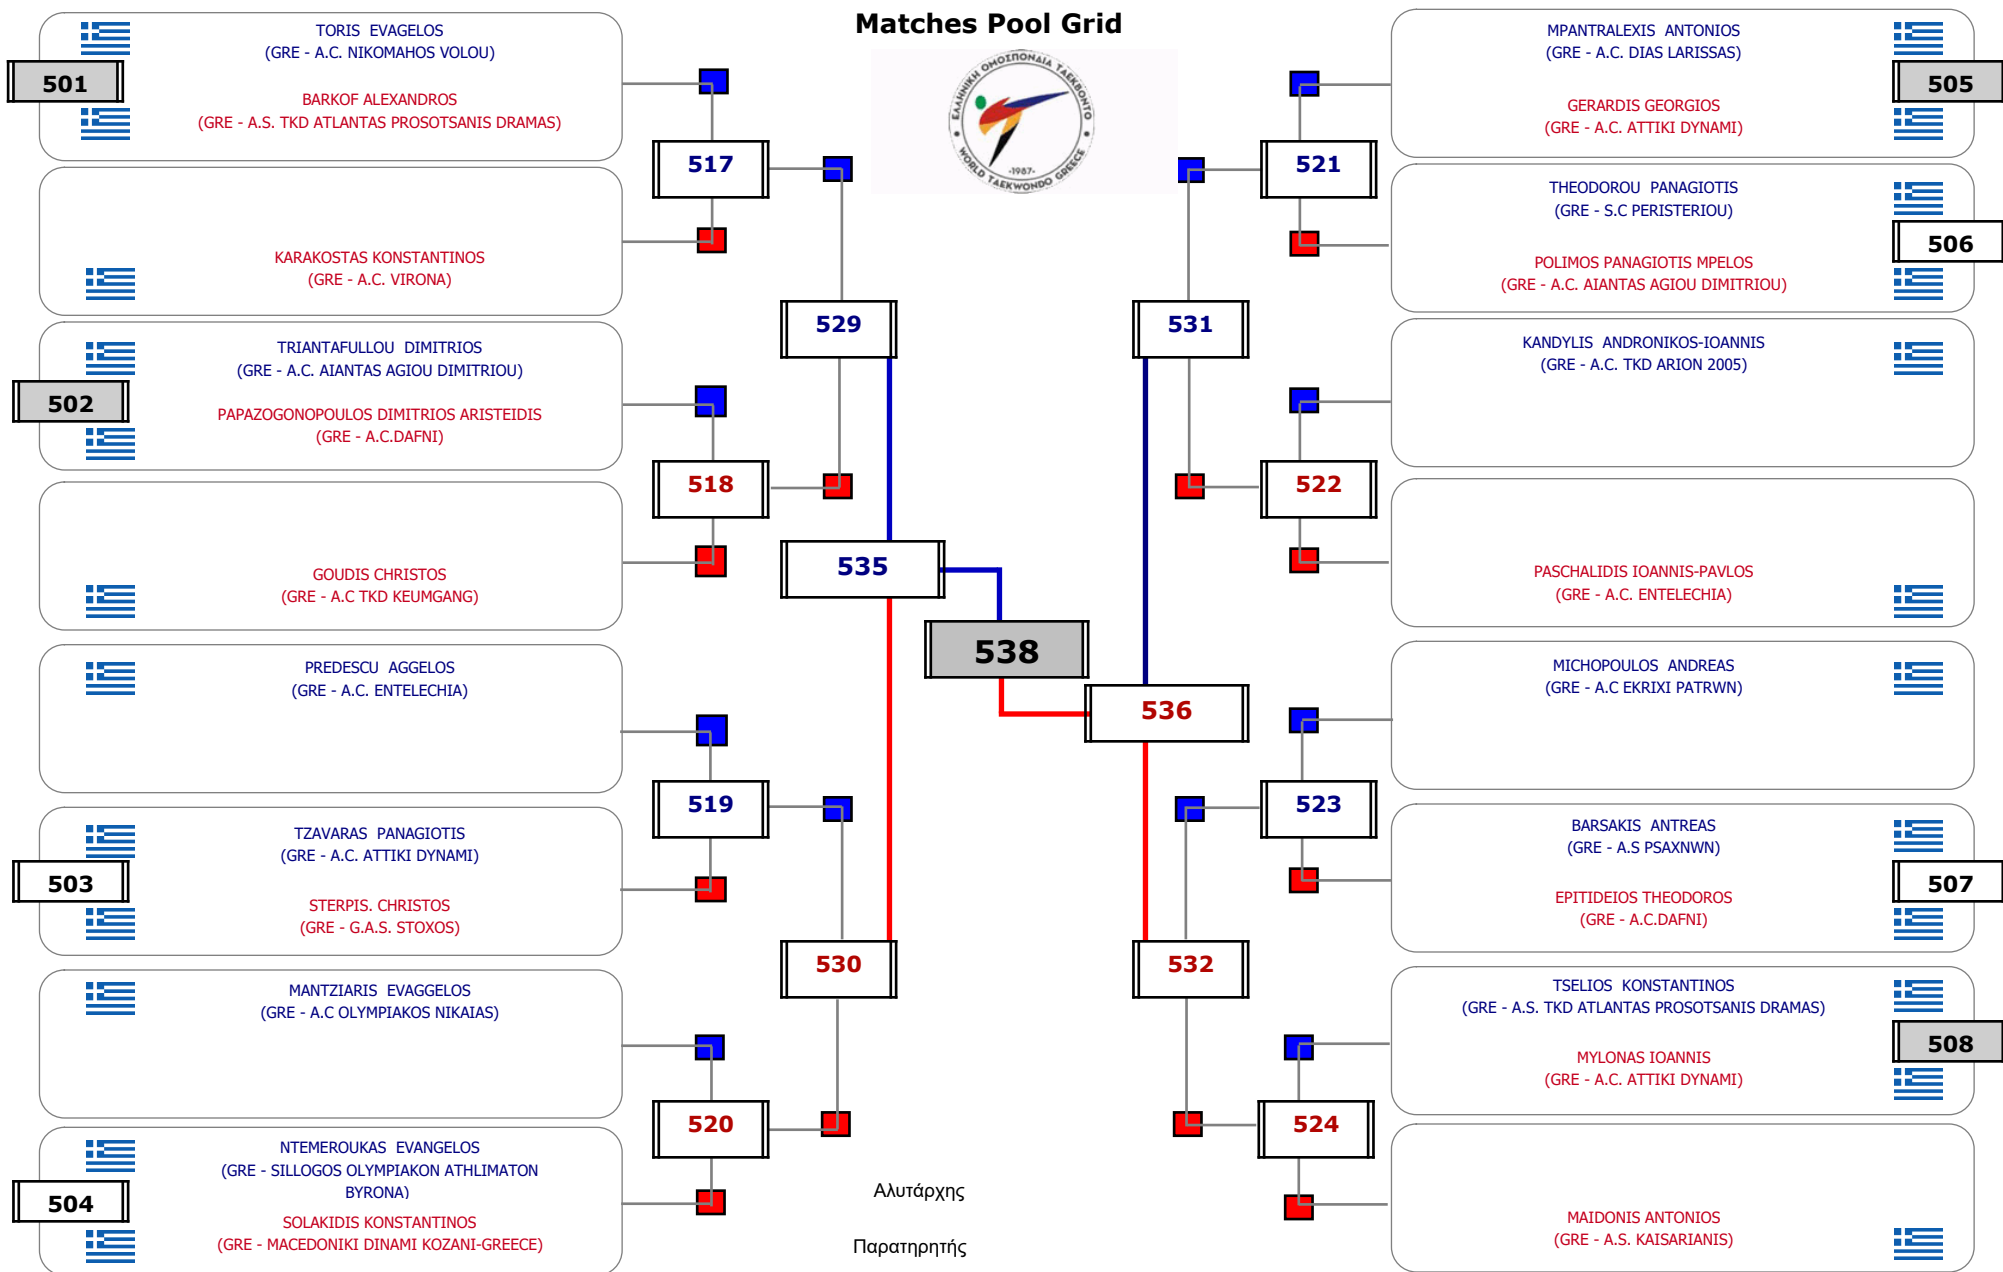 Matches Pool Grid
ΕΛΛΗΝΙΚΗ ΟΜΟΣΠΟΝΔΙΑ ΤΑΕΚΒΟΝΤΟ
WORLD TAEKWONDO GREECE
-1987-
TORIS EVAGELOS
(GRE - A.C. NIKOMAHOS VOLOU)
501
BARKOF ALEXANDROS
(GRE - A.S. TKD ATLANTAS PROSOTSANIS DRAMAS)
KARAKOSTAS KONSTANTINOS
(GRE - A.C. VIRONA)
TRIANTAFULLOU DIMITRIOS
(GRE - A.C. AIANTAS AGIOU DIMITRIOU)
502
PAPAZOGONOPOULOS DIMITRIOS ARISTEIDIS
(GRE - A.C.DAFNI)
GOUDIS CHRISTOS
(GRE - A.C TKD KEUMGANG)
PREDESCU AGGELOS
(GRE - A.C. ENTELECHIA)
TZAVARAS PANAGIOTIS
(GRE - A.C. ATTIKI DYNAMI)
503
STERPIS. CHRISTOS
(GRE - G.A.S. STOXOS)
MANTZIARIS EVAGGELOS
(GRE - A.C OLYMPIAKOS NIKAIAS)
NTEMEROUKAS EVANGELOS
(GRE - SILLOGOS OLYMPIAKON ATHLIMATON
BYRONA)
504
SOLAKIDIS KONSTANTINOS
(GRE - MACEDONIKI DINAMI KOZANI-GREECE)
517
518
519
520
529
530
535
538
536
531
532
521
522
523
524
MPANTRALEXIS ANTONIOS
(GRE - A.C. DIAS LARISSAS)
505
GERARDIS GEORGIOS
(GRE - A.C. ATTIKI DYNAMI)
THEODOROU PANAGIOTIS
(GRE - S.C PERISTERIOU)
506
POLIMOS PANAGIOTIS MPELOS
(GRE - A.C. AIANTAS AGIOU DIMITRIOU)
KANDYLIS ANDRONIKOS-IOANNIS
(GRE - A.C. TKD ARION 2005)
PASCHALIDIS IOANNIS-PAVLOS
(GRE - A.C. ENTELECHIA)
MICHOPOULOS ANDREAS
(GRE - A.C EKRIXI PATRWN)
BARSAKIS ANTREAS
(GRE - A.S PSAXNWN)
507
EPITIDEIOS THEODOROS
(GRE - A.C.DAFNI)
TSELIOS KONSTANTINOS
(GRE - A.S. TKD ATLANTAS PROSOTSANIS DRAMAS)
508
MYLONAS IOANNIS
(GRE - A.C. ATTIKI DYNAMI)
MAIDONIS ANTONIOS
(GRE - A.S. KAISARIANIS)
Αλυτάρχης
Παρατηρητής